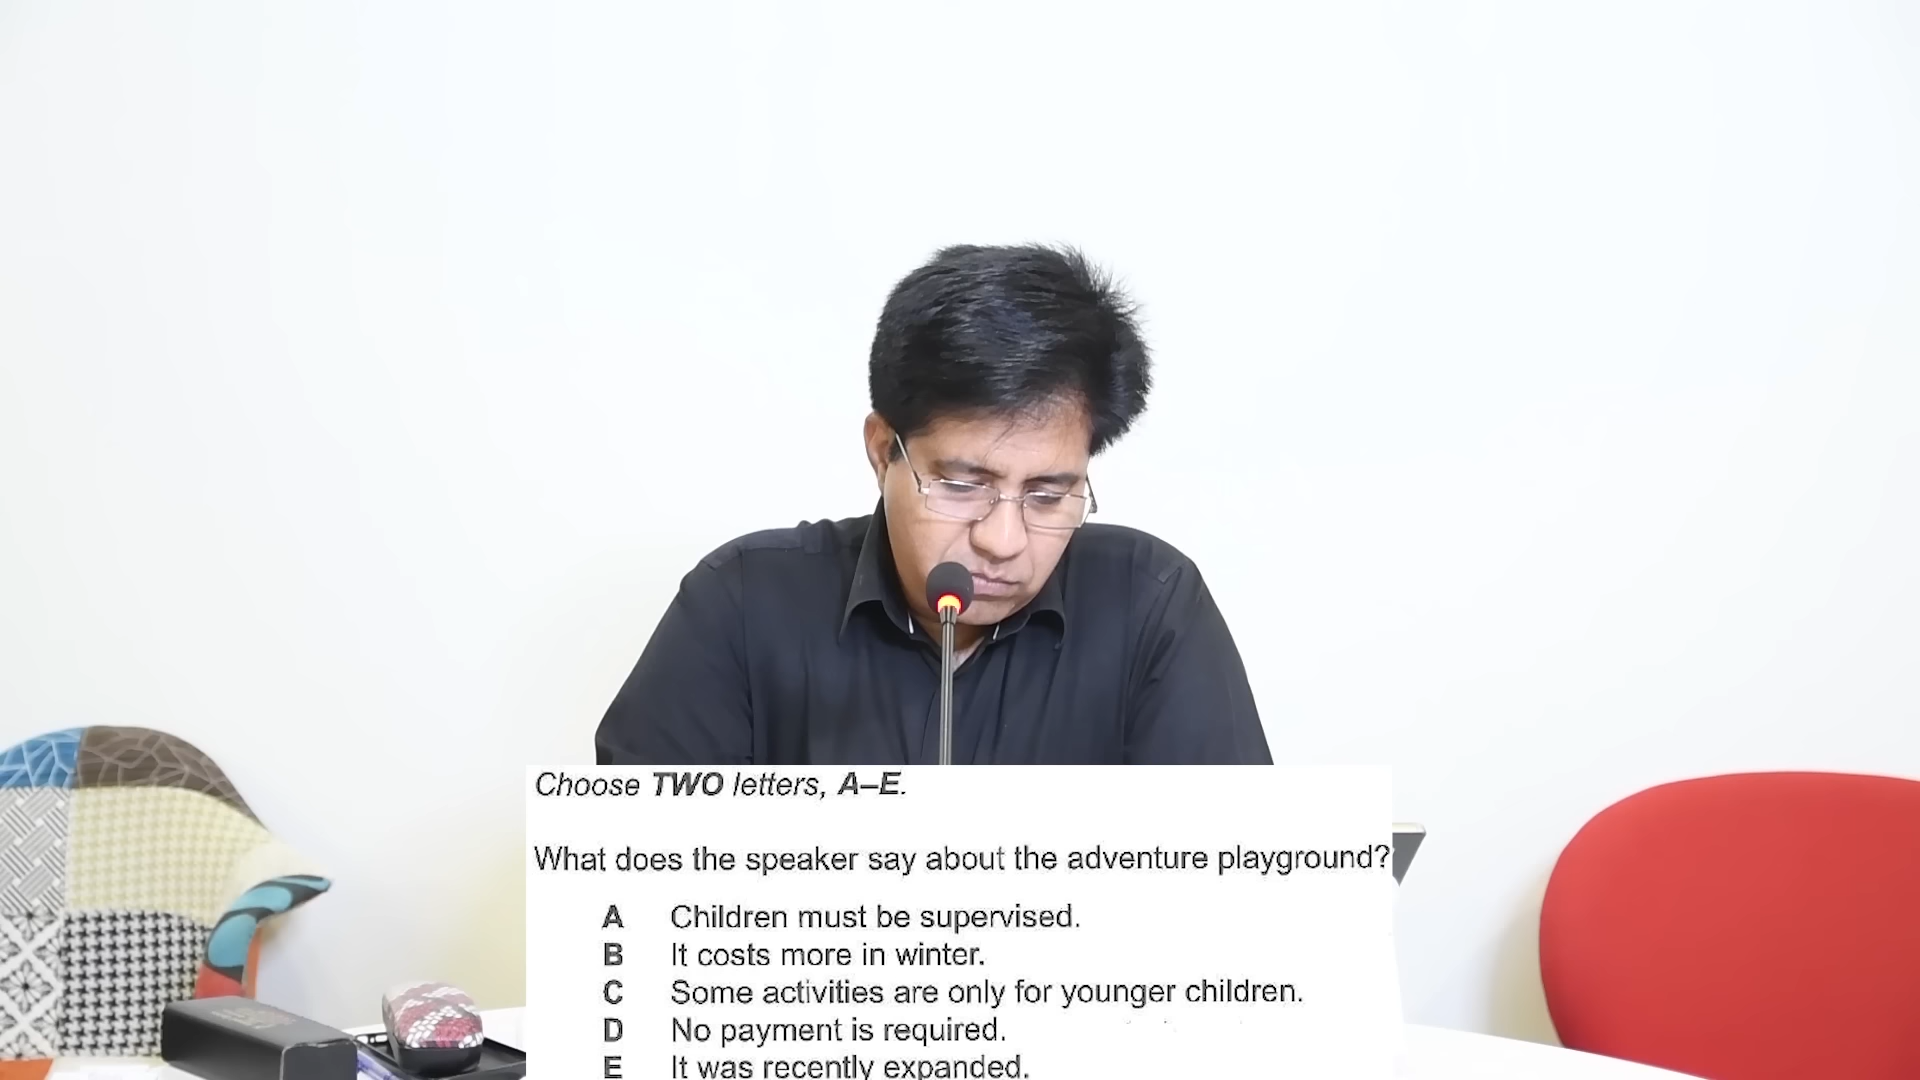 Choose TWO letters, A–E.
What does the speaker say about the adventure playground?
A Children must be supervised.
B It costs more in winter.
C Some activities are only for younger children.
D No payment is required.
E It was recently expanded.